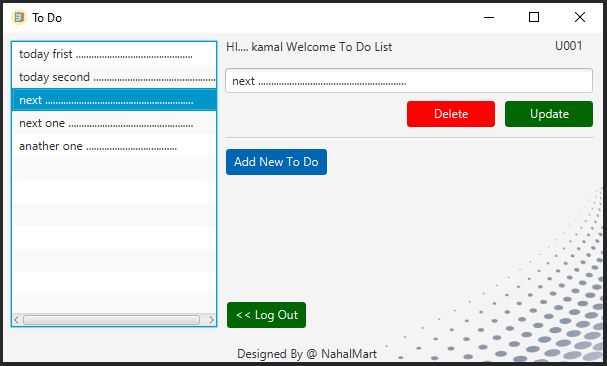 To Do
today frist ............................................
today second ...............................................
next .........................................................
next one ................................................
anather one ...................................
HI.... kamal Welcome To Do List
U001
next .........................................................
Delete
Update
Add New To Do
<< Log Out
Designed By @ NahalMart